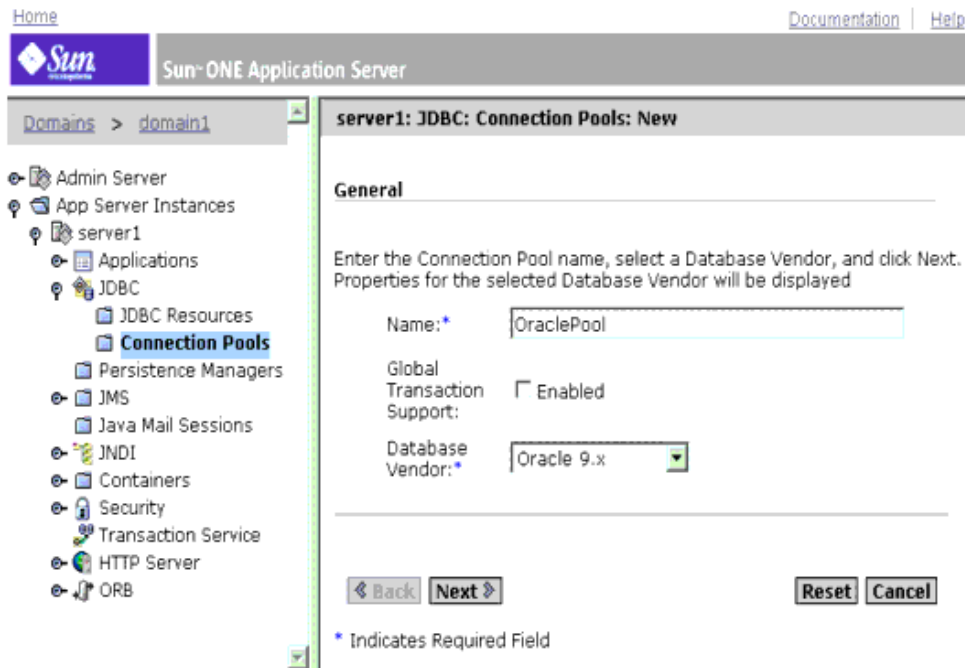 Home
Documentation | Help
Sun
Sun™ ONE Application Server
Domains > domain1
server1: JDBC: Connection Pools: New
Admin Server
App Server Instances
server1
Applications
JDBC
JDBC Resources
Connection Pools
Persistence Managers
JMS
Java Mail Sessions
JNDI
Containers
Security
Transaction Service
HTTP Server
ORB
General
Enter the Connection Pool name, select a Database Vendor, and click Next.
Properties for the selected Database Vendor will be displayed
Name:* OraclePool
Global
Transaction
Support:
Enabled
Database
Vendor:*
Oracle 9.x
Back Next Reset Cancel
* Indicates Required Field